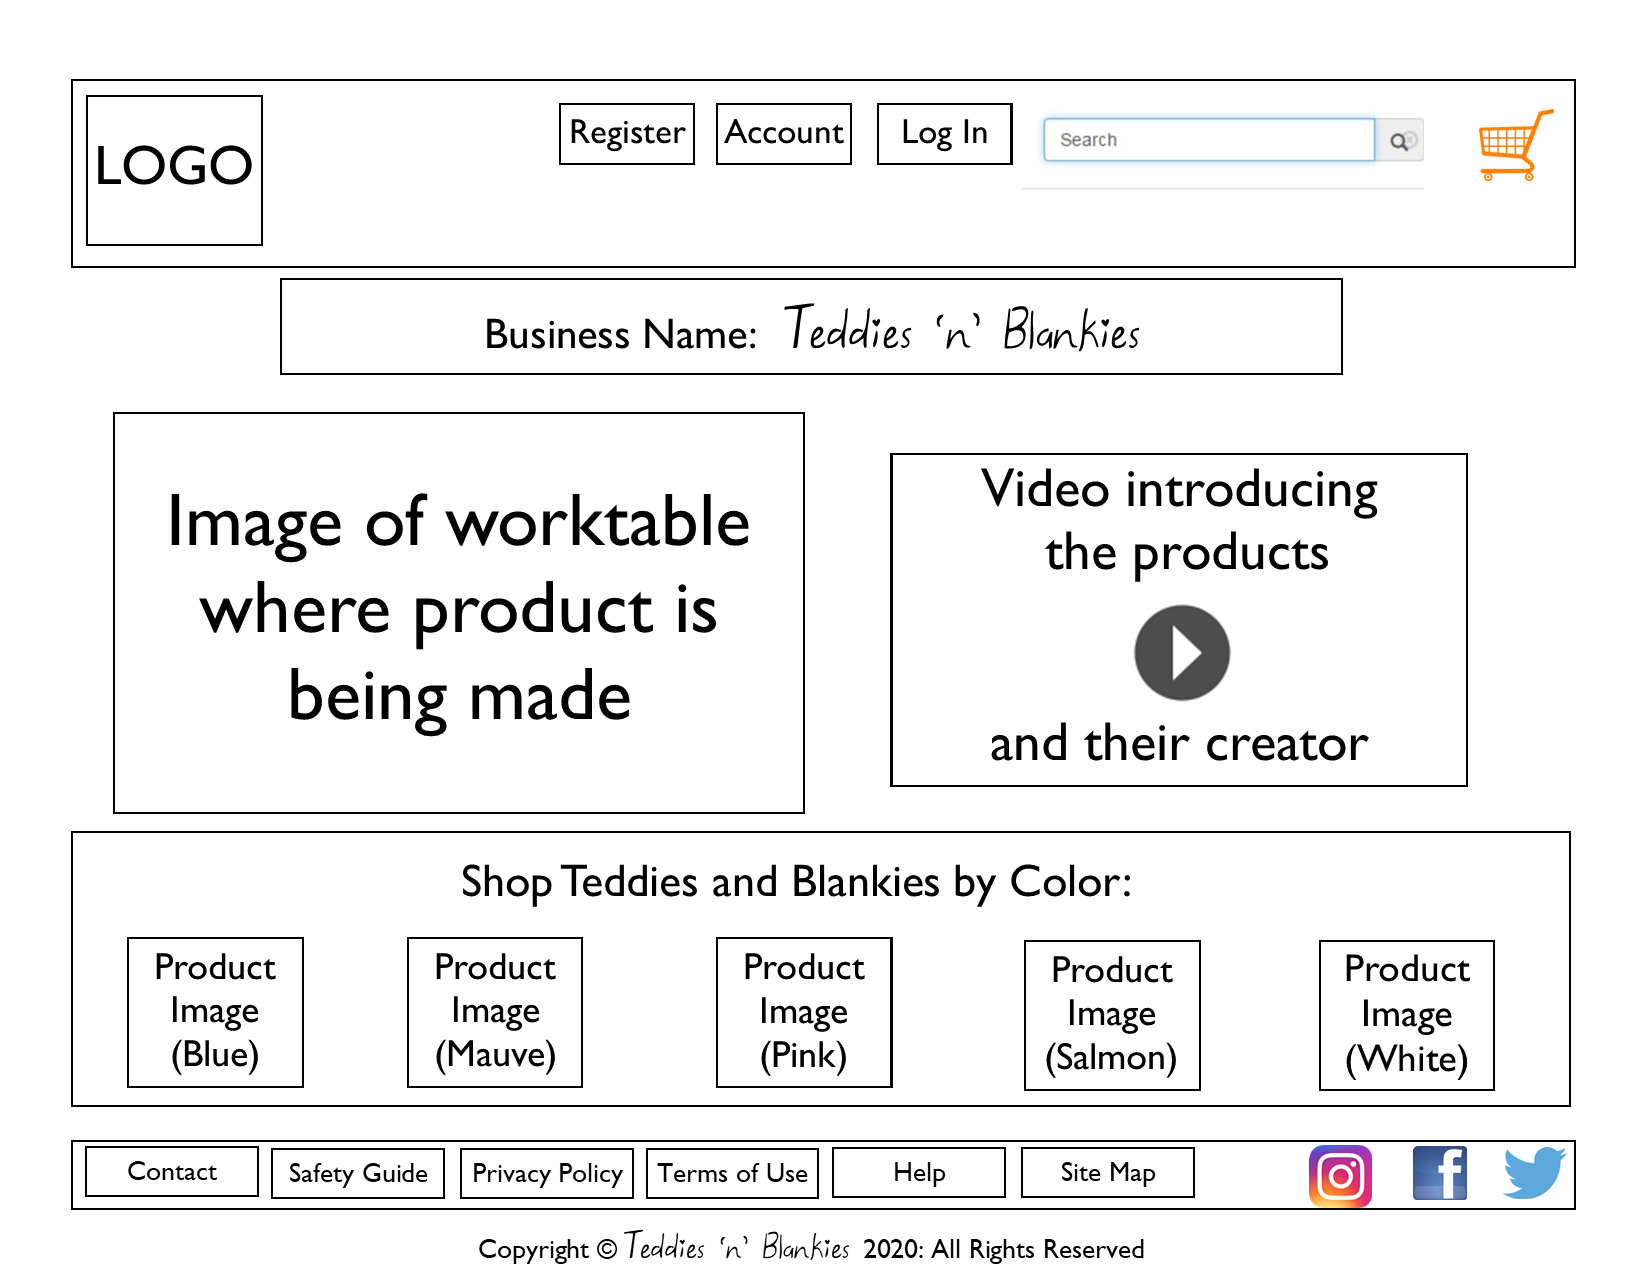 LOGO
Register Account Log In Search
Business Name: Teddies ‘n’ Blankies
Image of worktable
where product is
being made
Video introducing
the products
and their creator
Shop Teddies and Blankies by Color:
Product
Image
(Blue)
Product
Image
(Mauve)
Product
Image
(Pink)
Product
Image
(Salmon)
Product
Image
(White)
Contact Safety Guide Privacy Policy Terms of Use Help Site Map
Copyright © Teddies ‘n’ Blankies 2020: All Rights Reserved